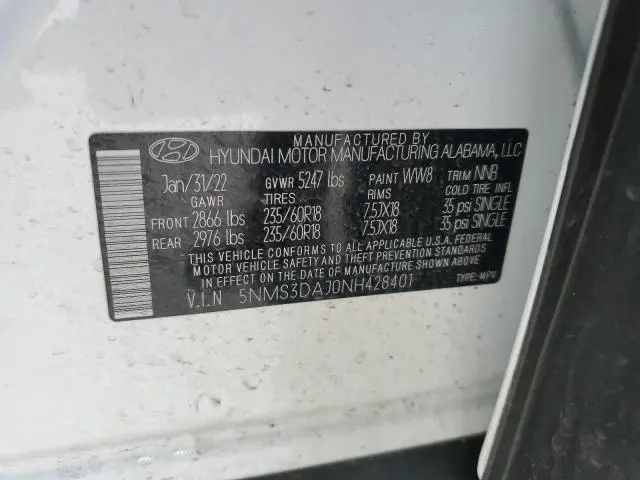 MANUFACTURED BY
HYUNDAI MOTOR MANUFACTURING ALABAMA, LLC
Jan/31/22 GVWR 5247 lbs PAINT WW8 TRIM NNB
GAWR TIRES RIMS COLD TIRE INFL
FRONT 2866 lbs 235/60R18 7.5JX18 35 psi SINGLE
REAR 2976 lbs 235/60R18 7.5JX18 35 psi SINGLE
THIS VEHICLE CONFORMS TO ALL APPLICABLE U.S.A. FEDERAL
MOTOR VEHICLE SAFETY AND THEFT PREVENTION STANDARDS
IN EFFECT ON THE DATE OF MANUFACTURE SHOWN ABOVE.
V.I.N 5NMS3DAJ0NH428401 TYPE: MPV